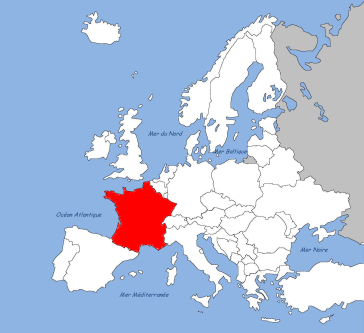 Mer du Nord
Mer Baltique
Océan Atlantique
Mer Noire
Mer Méditerranée